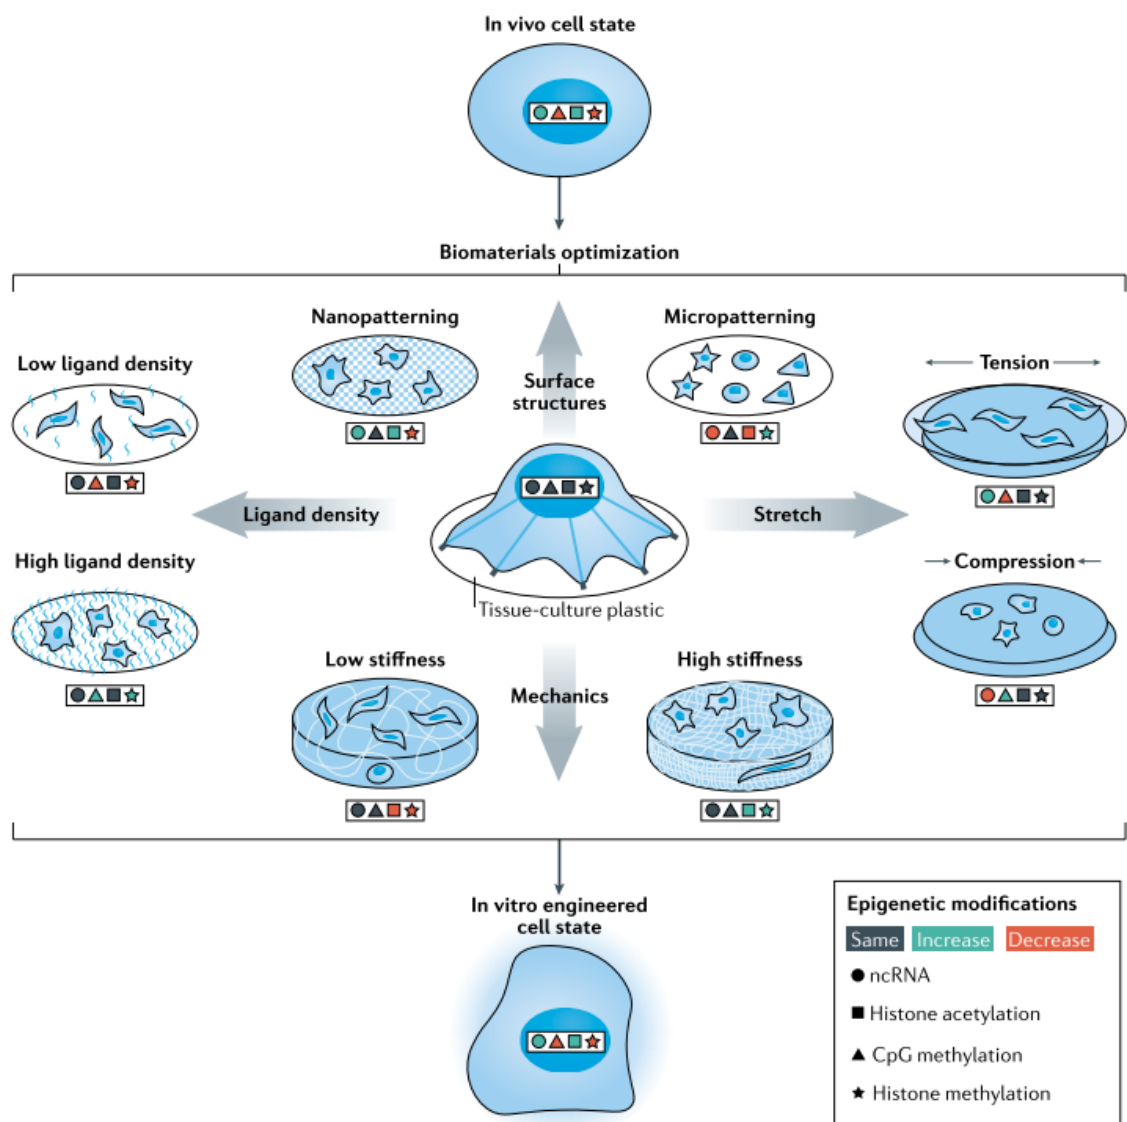 In vivo cell state
Biomaterials optimization
Nanopatterning
Micropatterning
Low ligand density
Surface
structures
Tension
Ligand density
Stretch
High ligand density
Compression
Tissue-culture plastic
Low stiffness
High stiffness
Mechanics
In vitro engineered
cell state
Epigenetic modifications
Same Increase Decrease
ncRNA
Histone acetylation
CpG methylation
Histone methylation